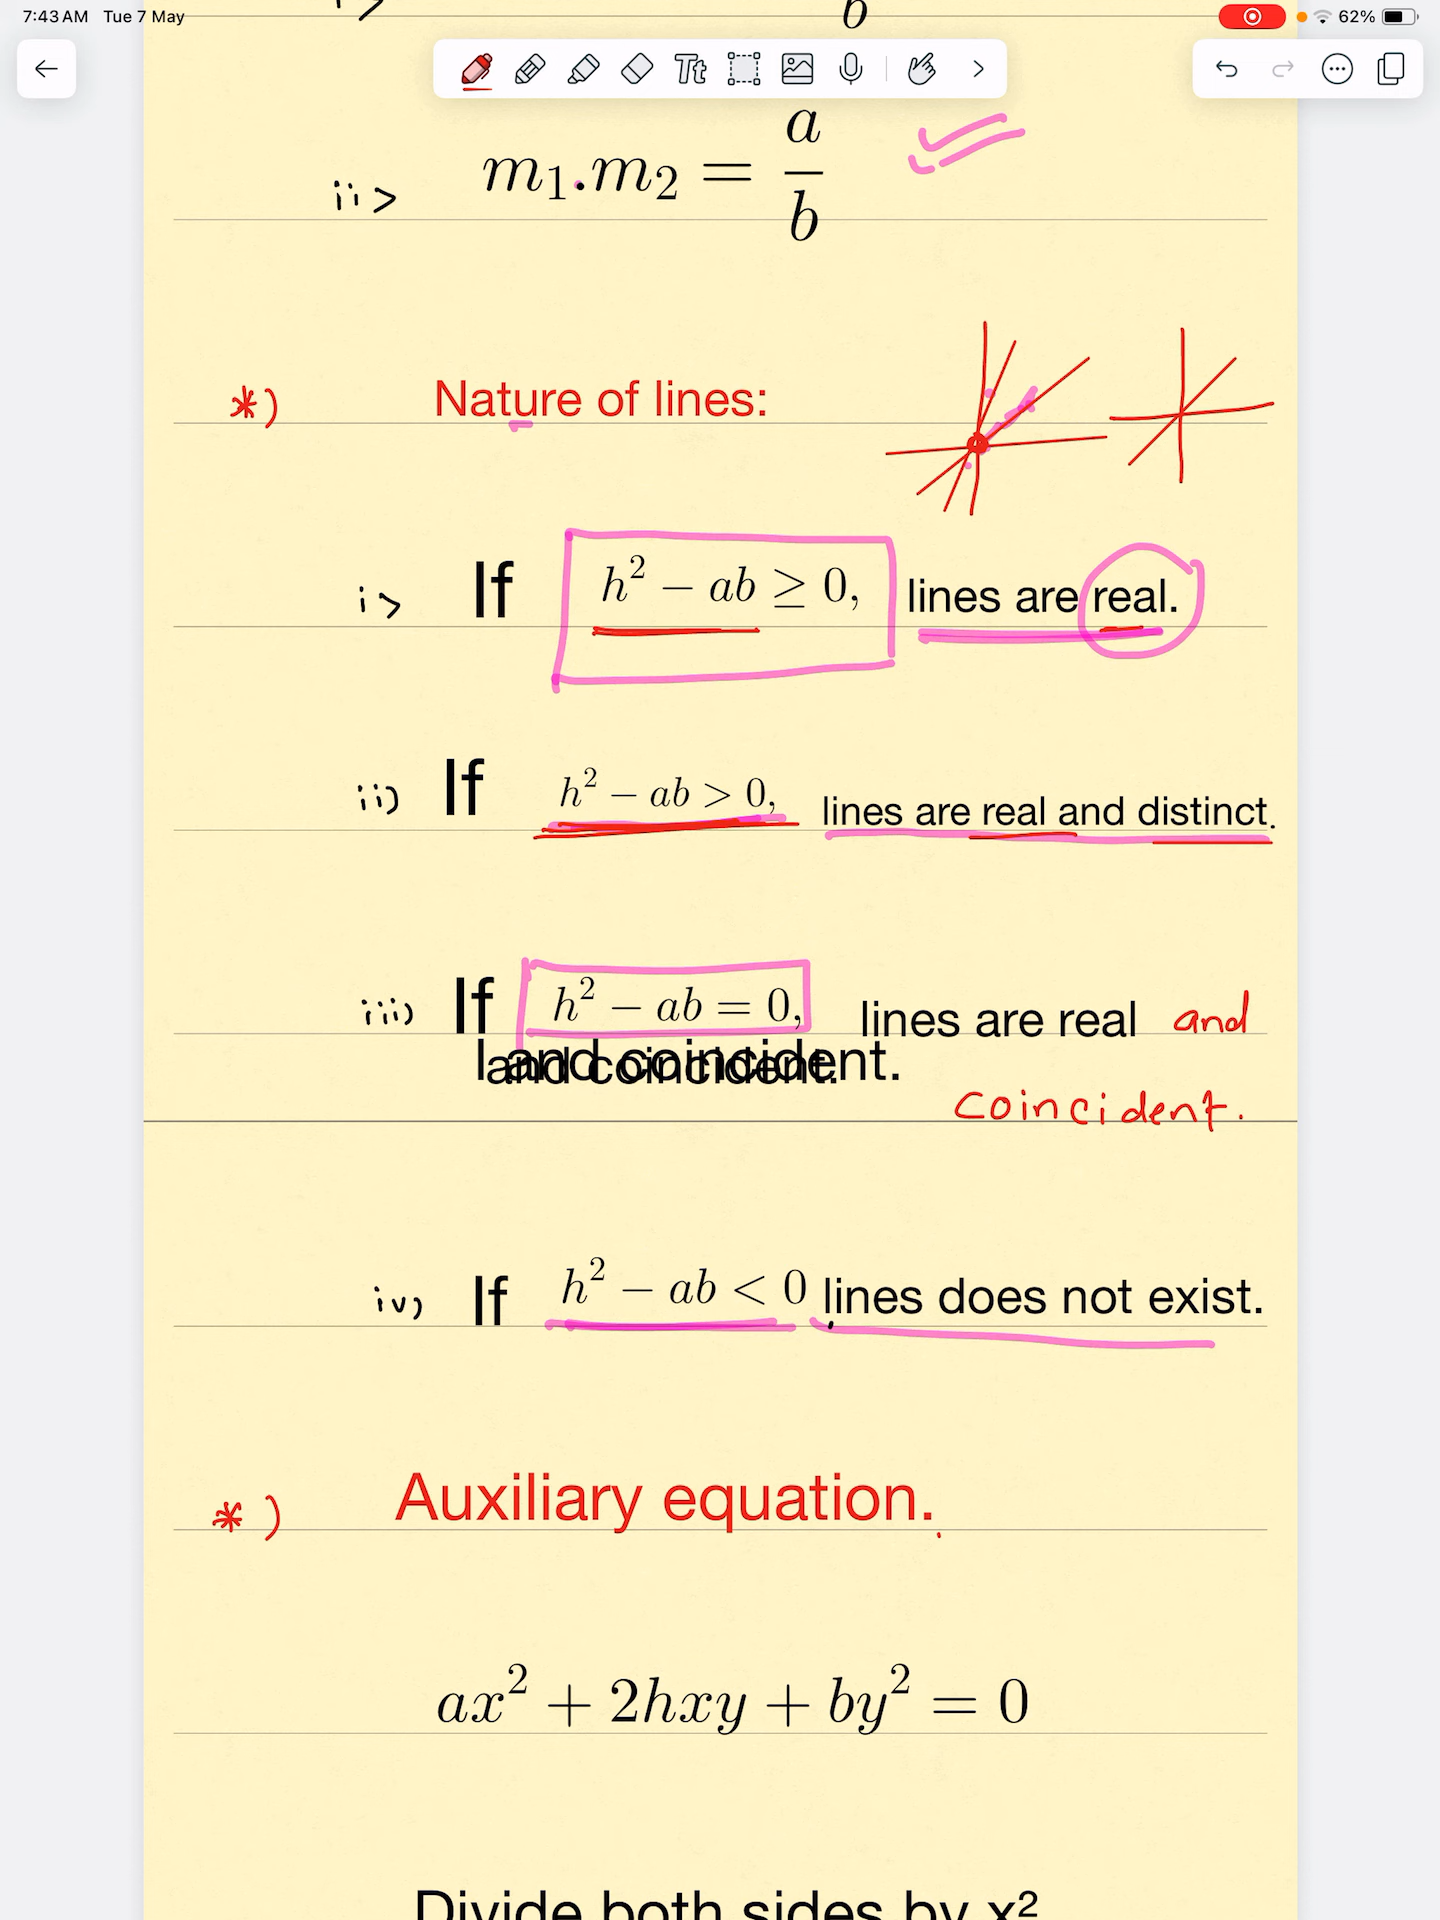 7:43 AM Tue 7 May 62%
b
Tt
ii> m₁.m₂ = a/b
*) Nature of lines:
i> If h² − ab ≥ 0, lines are real.
ii) If h² − ab > 0, lines are real and distinct.
iii) If h² − ab = 0, lines are real and
and coincident.
coincident.
iv) If h² − ab < 0 lines does not exist.
*) Auxiliary equation.
ax² + 2hxy + by² = 0
Divide both sides by x²